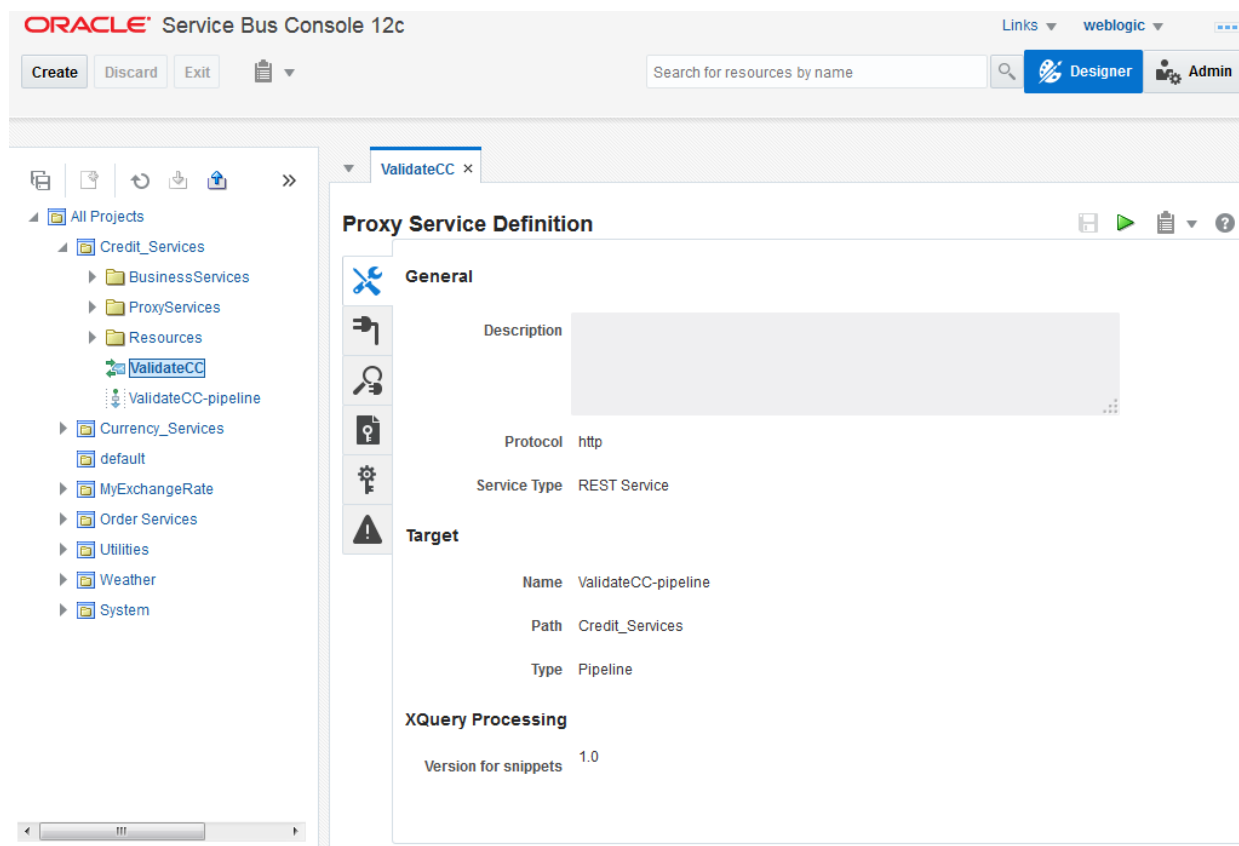 ORACLE Service Bus Console 12c
Links weblogic
Create Discard Exit
Search for resources by name
Designer
Admin
ValidateCC
All Projects
Credit_Services
BusinessServices
ProxyServices
Resources
ValidateCC
ValidateCC-pipeline
Currency_Services
default
MyExchangeRate
Order Services
Utilities
Weather
System
Proxy Service Definition
General
Description
Protocol http
Service Type REST Service
Target
Name ValidateCC-pipeline
Path Credit_Services
Type Pipeline
XQuery Processing
Version for snippets 1.0